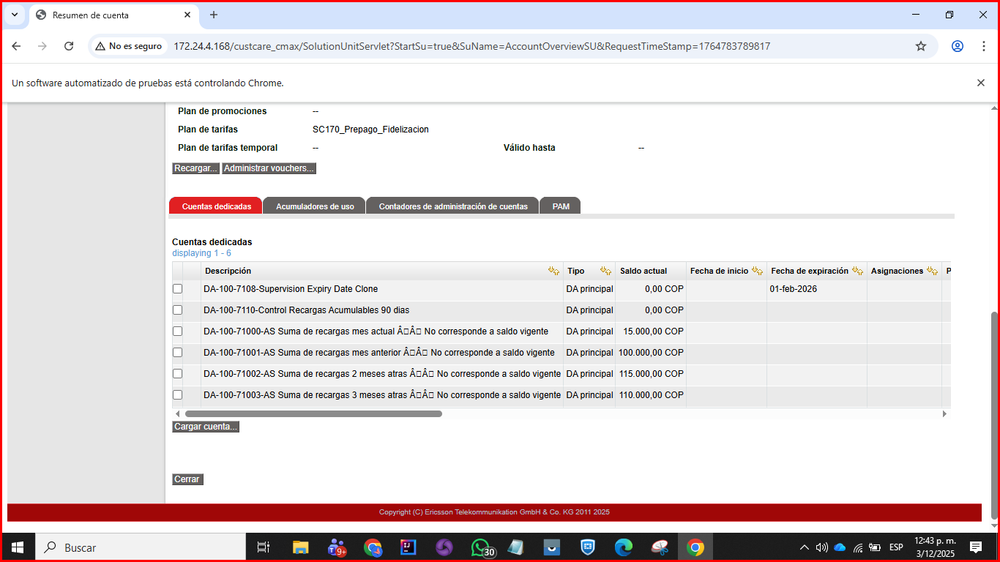 Resumen de cuenta
No es seguro 172.24.4.168/custcare_cmax/SolutionUnitServlet?StartSu=true&SuName=AccountOverviewSU&RequestTimeStamp=1764783789817
Un software automatizado de pruebas está controlando Chrome.
Plan de promociones --
Plan de tarifas SC170_Prepago_Fidelizacion
Plan de tarifas temporal -- Válido hasta --
Recargar... Administrar vouchers...
Cuentas dedicadas Acumuladores de uso Contadores de administración de cuentas PAM
Cuentas dedicadas
displaying 1 - 6
Descripción Tipo Saldo actual Fecha de inicio Fecha de expiración Asignaciones P
DA-100-7108-Supervision Expiry Date Clone DA principal 0,00 COP 01-feb-2026
DA-100-7110-Control Recargas Acumulables 90 dias DA principal 0,00 COP
DA-100-71000-AS Suma de recargas mes actual Â▯Â▯ No corresponde a saldo vigente DA principal 15.000,00 COP
DA-100-71001-AS Suma de recargas mes anterior Â▯Â▯ No corresponde a saldo vigente DA principal 100.000,00 COP
DA-100-71002-AS Suma de recargas 2 meses atras Â▯Â▯ No corresponde a saldo vigente DA principal 115.000,00 COP
DA-100-71003-AS Suma de recargas 3 meses atras Â▯Â▯ No corresponde a saldo vigente DA principal 110.000,00 COP
Cargar cuenta...
Cerrar
Copyright (C) Ericsson Telekommunikation GmbH & Co. KG 2011 2025
Buscar 9+ IJ 30 ESP 12:43 p. m.
3/12/2025